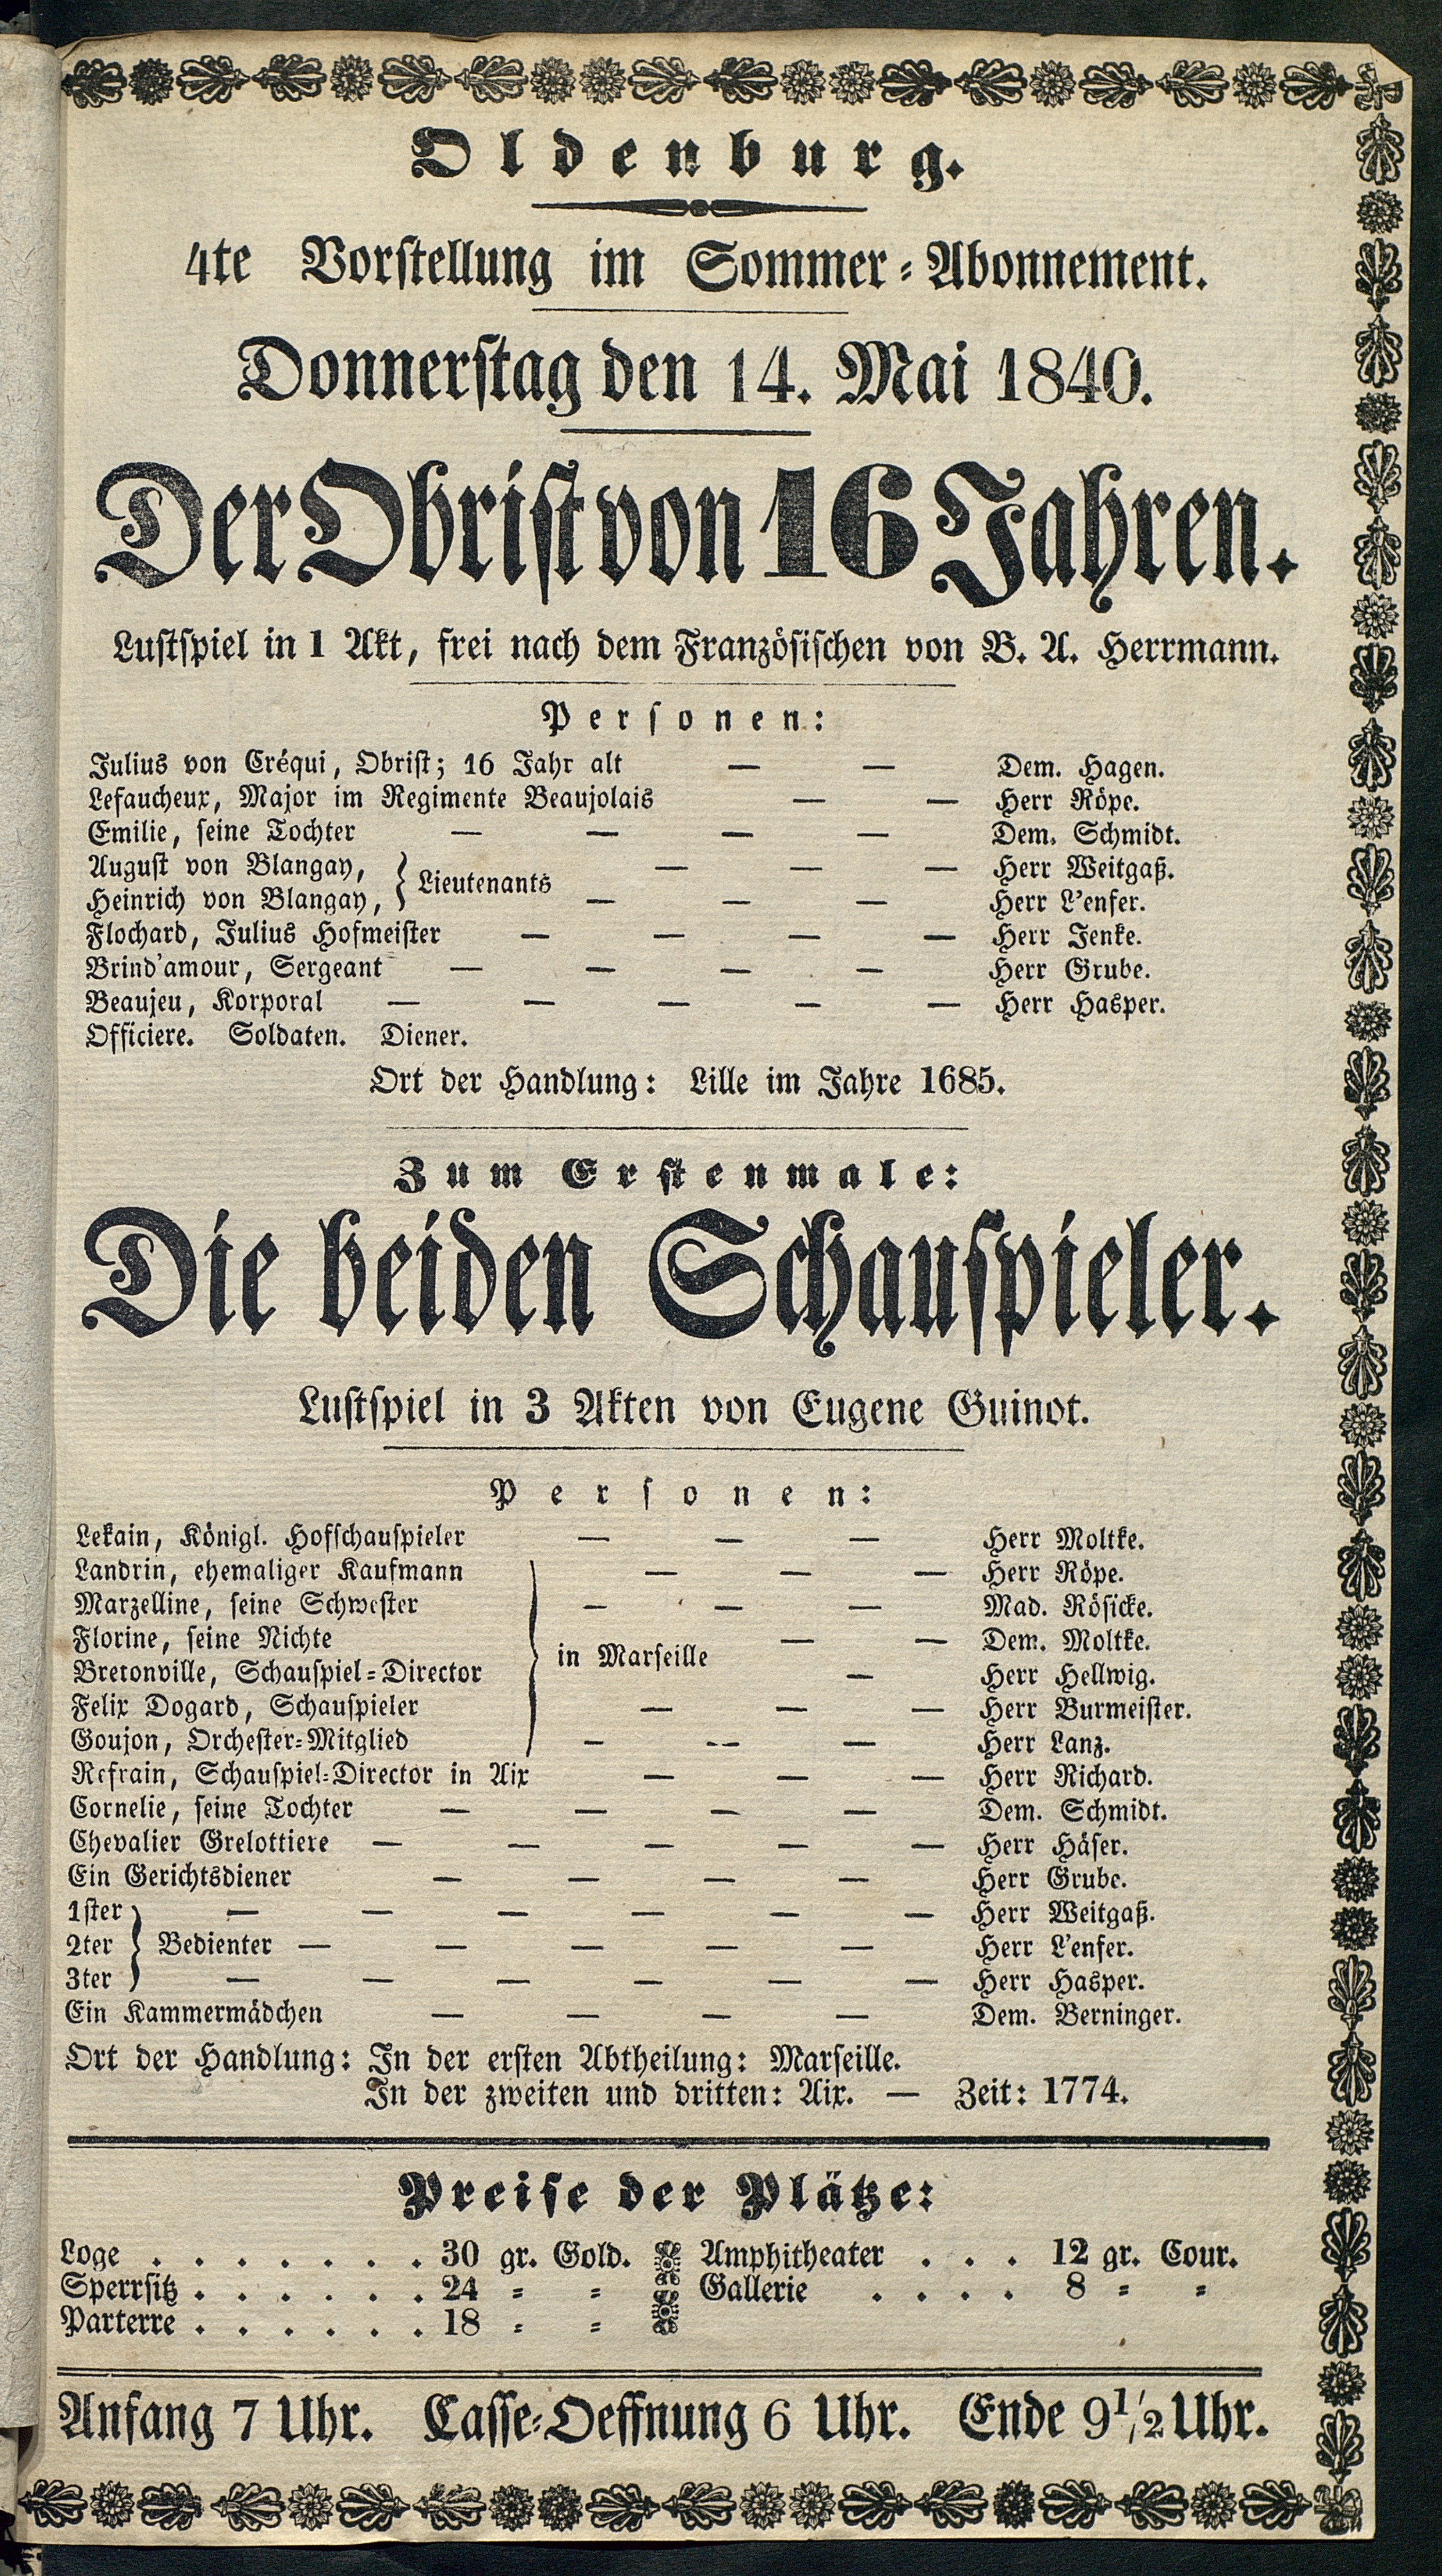 Oldenburg.
4te Vorstellung im Sommer-Abonnement.
Donnerstag den 14. Mai 1840.
Der Obrist von 16 Jahren.
Lustspiel in 1 Akt, frei nach dem Französischen von B. A. Herrmann.
Personen:
Julius von Créqui, Obrist; 16 Jahr alt — — Dem. Hagen.
Lefaucheux, Major im Regimente Beaujolais — — Herr Röpe.
Emilie, seine Tochter — — — — Dem. Schmidt.
August von Blangay, — — — Herr Weitgaß.
Lieutenants
Heinrich von Blangay, — — — Herr L'enfer.
Flochard, Julius Hofmeister — — — — Herr Jenke.
Brind'amour, Sergeant — — — — Herr Grube.
Beaujeu, Korporal — — — — — Herr Hasper.
Officiere. Soldaten. Diener.
Ort der Handlung: Lille im Jahre 1685.
Zum Erstenmale:
Die beiden Schauspieler.
Lustspiel in 3 Akten von Eugene Guinot.
Personen:
Lekain, Königl. Hofschauspieler — — — Herr Moltke.
Landrin, ehemaliger Kaufmann — — — Herr Röpe.
Marzelline, seine Schwester — — — Mad. Rösicke.
Florine, seine Nichte — — Dem. Moltke.
in Marseille
Bretonville, Schauspiel-Director — Herr Hellwig.
Felix Dogard, Schauspieler — — — Herr Burmeister.
Goujon, Orchester-Mitglied — — — Herr Lanz.
Refrain, Schauspiel-Director in Aix — — — Herr Richard.
Cornelie, seine Tochter — — — — Dem. Schmidt.
Chevalier Grelottiere — — — — — Herr Häser.
Ein Gerichtsdiener — — — — Herr Grube.
1ster — — — — — — Herr Weitgaß.
2ter Bedienter — — — — — Herr L'enfer.
3ter — — — — — — Herr Hasper.
Ein Kammermädchen — — — — Dem. Berninger.
Ort der Handlung: In der ersten Abtheilung: Marseille.
In der zweiten und dritten: Aix. — Zeit: 1774.
Preise der Plätze:
Loge . . . . . . . 30 gr. Gold. Amphitheater . . . 12 gr. Cour.
Sperrsitz . . . . . . 24 = = Gallerie . . . . 8 = =
Parterre . . . . . . 18 = =
Anfang 7 Uhr. Casse-Oeffnung 6 Uhr. Ende 9 1/2 Uhr.